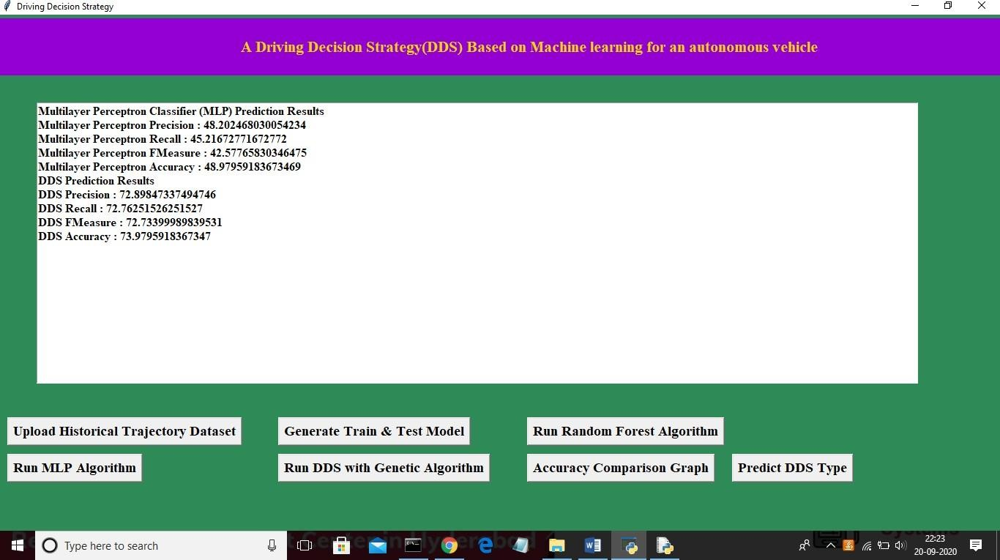 Driving Decision Strategy
A Driving Decision Strategy(DDS) Based on Machine learning for an autonomous vehicle
Multilayer Perceptron Classifier (MLP) Prediction Results
Multilayer Perceptron Precision : 48.202468030054234
Multilayer Perceptron Recall : 45.21672771672772
Multilayer Perceptron FMeasure : 42.57765830346475
Multilayer Perceptron Accuracy : 48.97959183673469
DDS Prediction Results
DDS Precision : 72.89847337494746
DDS Recall : 72.76251526251527
DDS FMeasure : 72.73399989839531
DDS Accuracy : 73.9795918367347
Upload Historical Trajectory Dataset
Generate Train & Test Model
Run Random Forest Algorithm
Run MLP Algorithm
Run DDS with Genetic Algorithm
Accuracy Comparison Graph
Predict DDS Type
Type here to search
22:23
20-09-2020